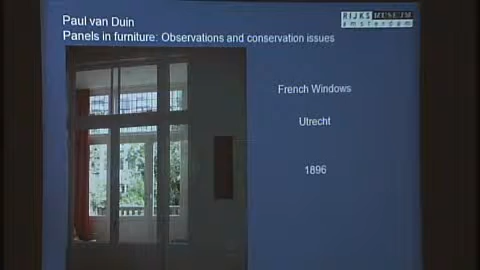 Paul van Duin
Panels in furniture: Observations and conservation issues
RIJKS MUSEUM
amsterdam
French Windows
Utrecht
1896